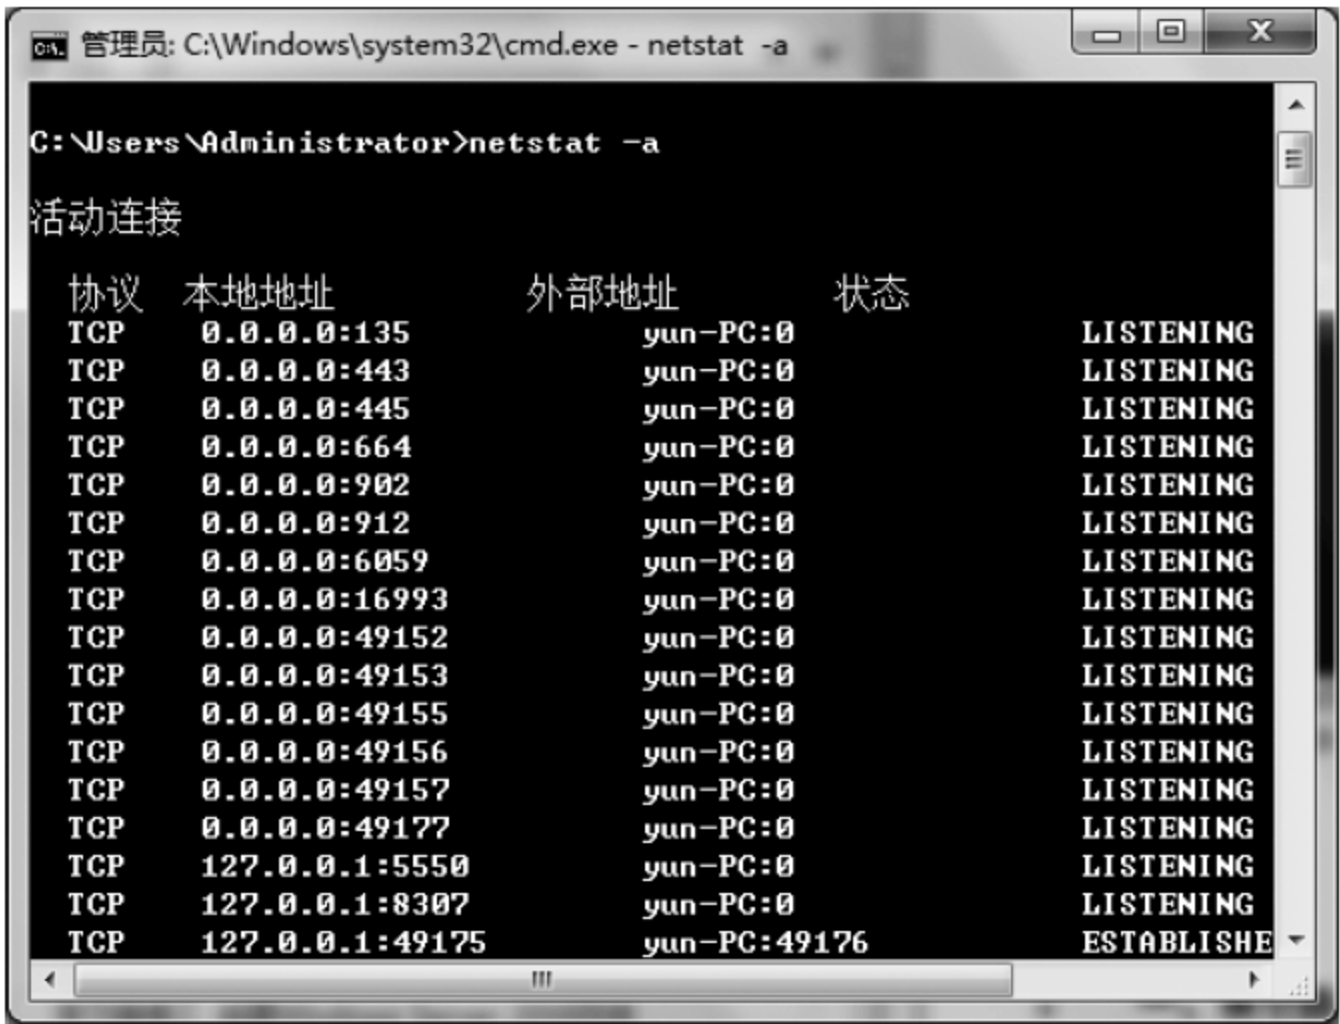 管理员: C:\Windows\system32\cmd.exe - netstat -a
C:\Users\Administrator>netstat -a
活动连接
协议 本地地址 外部地址 状态
TCP 0.0.0.0:135 yun-PC:0 LISTENING
TCP 0.0.0.0:443 yun-PC:0 LISTENING
TCP 0.0.0.0:445 yun-PC:0 LISTENING
TCP 0.0.0.0:664 yun-PC:0 LISTENING
TCP 0.0.0.0:902 yun-PC:0 LISTENING
TCP 0.0.0.0:912 yun-PC:0 LISTENING
TCP 0.0.0.0:6059 yun-PC:0 LISTENING
TCP 0.0.0.0:16993 yun-PC:0 LISTENING
TCP 0.0.0.0:49152 yun-PC:0 LISTENING
TCP 0.0.0.0:49153 yun-PC:0 LISTENING
TCP 0.0.0.0:49155 yun-PC:0 LISTENING
TCP 0.0.0.0:49156 yun-PC:0 LISTENING
TCP 0.0.0.0:49157 yun-PC:0 LISTENING
TCP 0.0.0.0:49177 yun-PC:0 LISTENING
TCP 127.0.0.1:5550 yun-PC:0 LISTENING
TCP 127.0.0.1:8307 yun-PC:0 LISTENING
TCP 127.0.0.1:49175 yun-PC:49176 ESTABLISHE